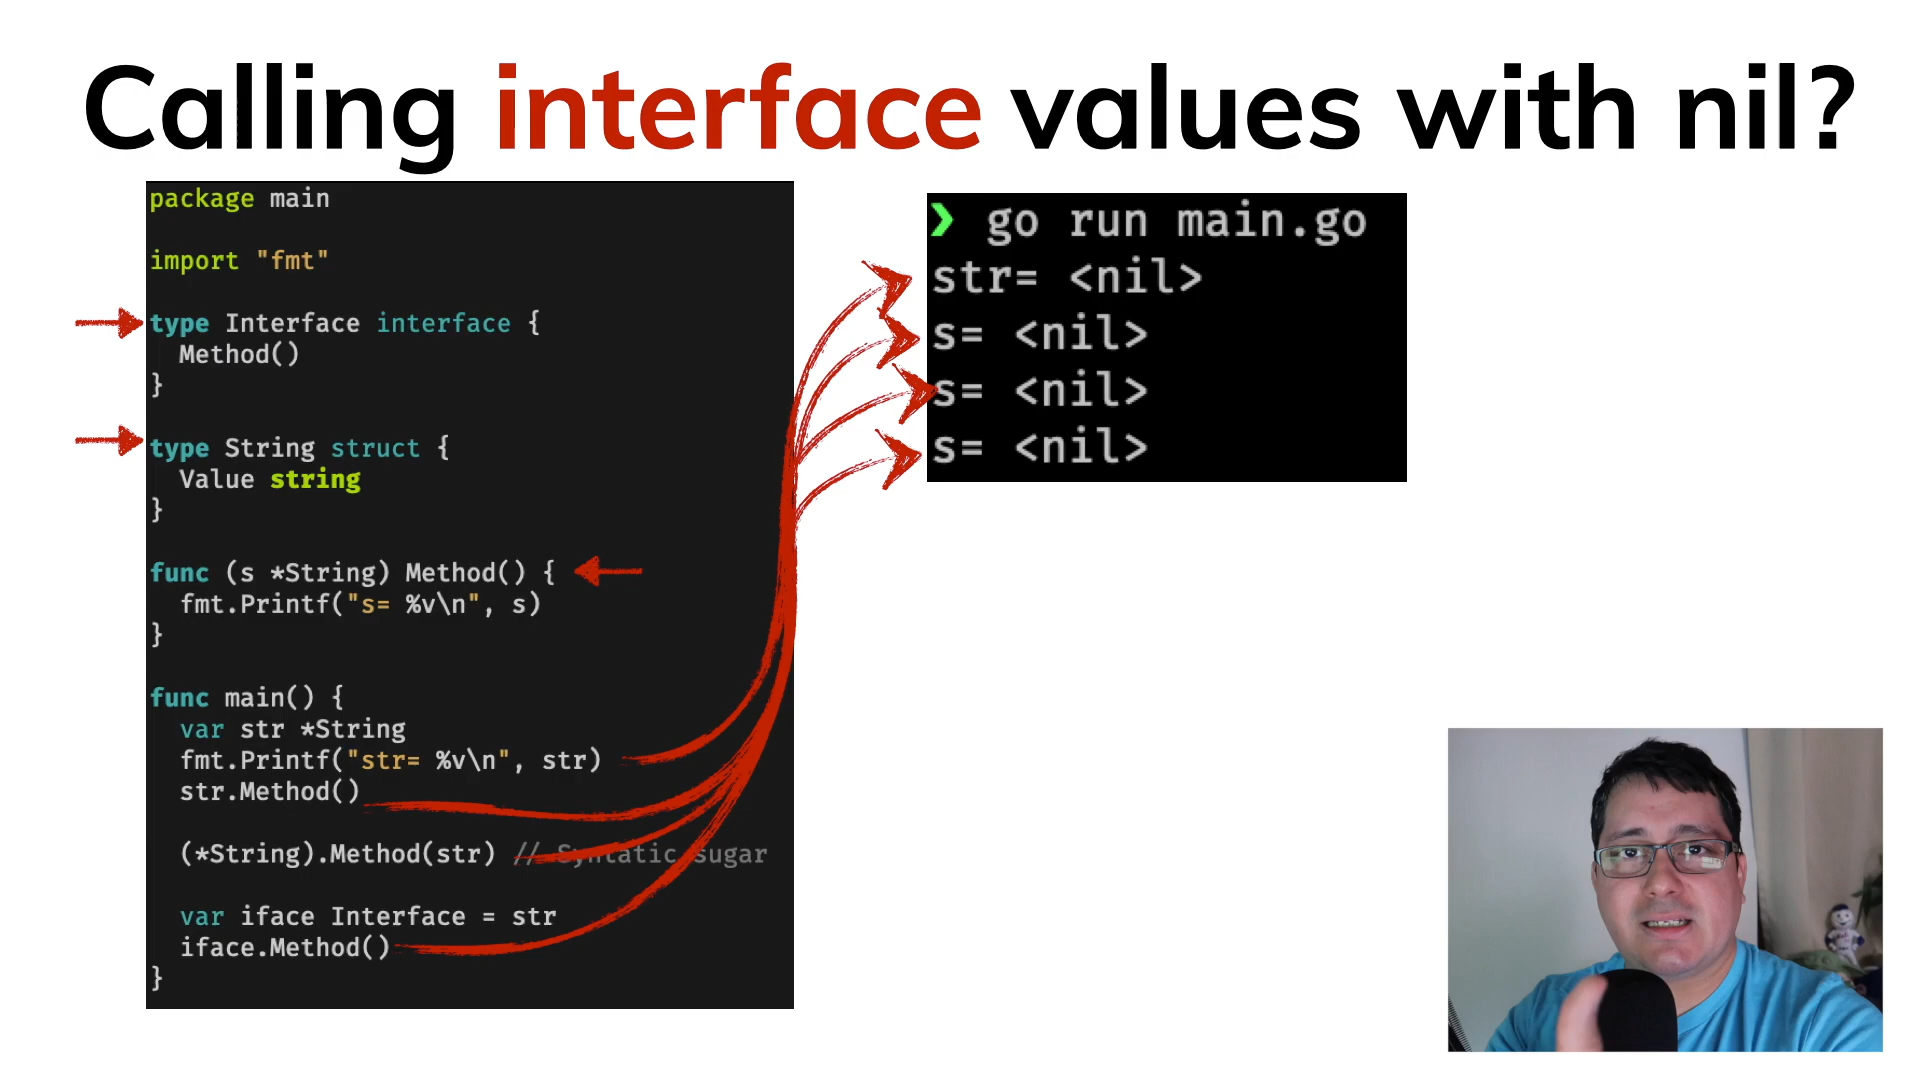 Calling interface values with nil?
package main
import "fmt"
type Interface interface {
Method()
}
type String struct {
Value string
}
func (s *String) Method() {
fmt.Printf("s= %v\n", s)
}
func main() {
var str *String
fmt.Printf("str= %v\n", str)
str.Method()
(*String).Method(str) // Syntatic sugar
var iface Interface = str
iface.Method()
}
❯ go run main.go
str= <nil>
s= <nil>
s= <nil>
s= <nil>